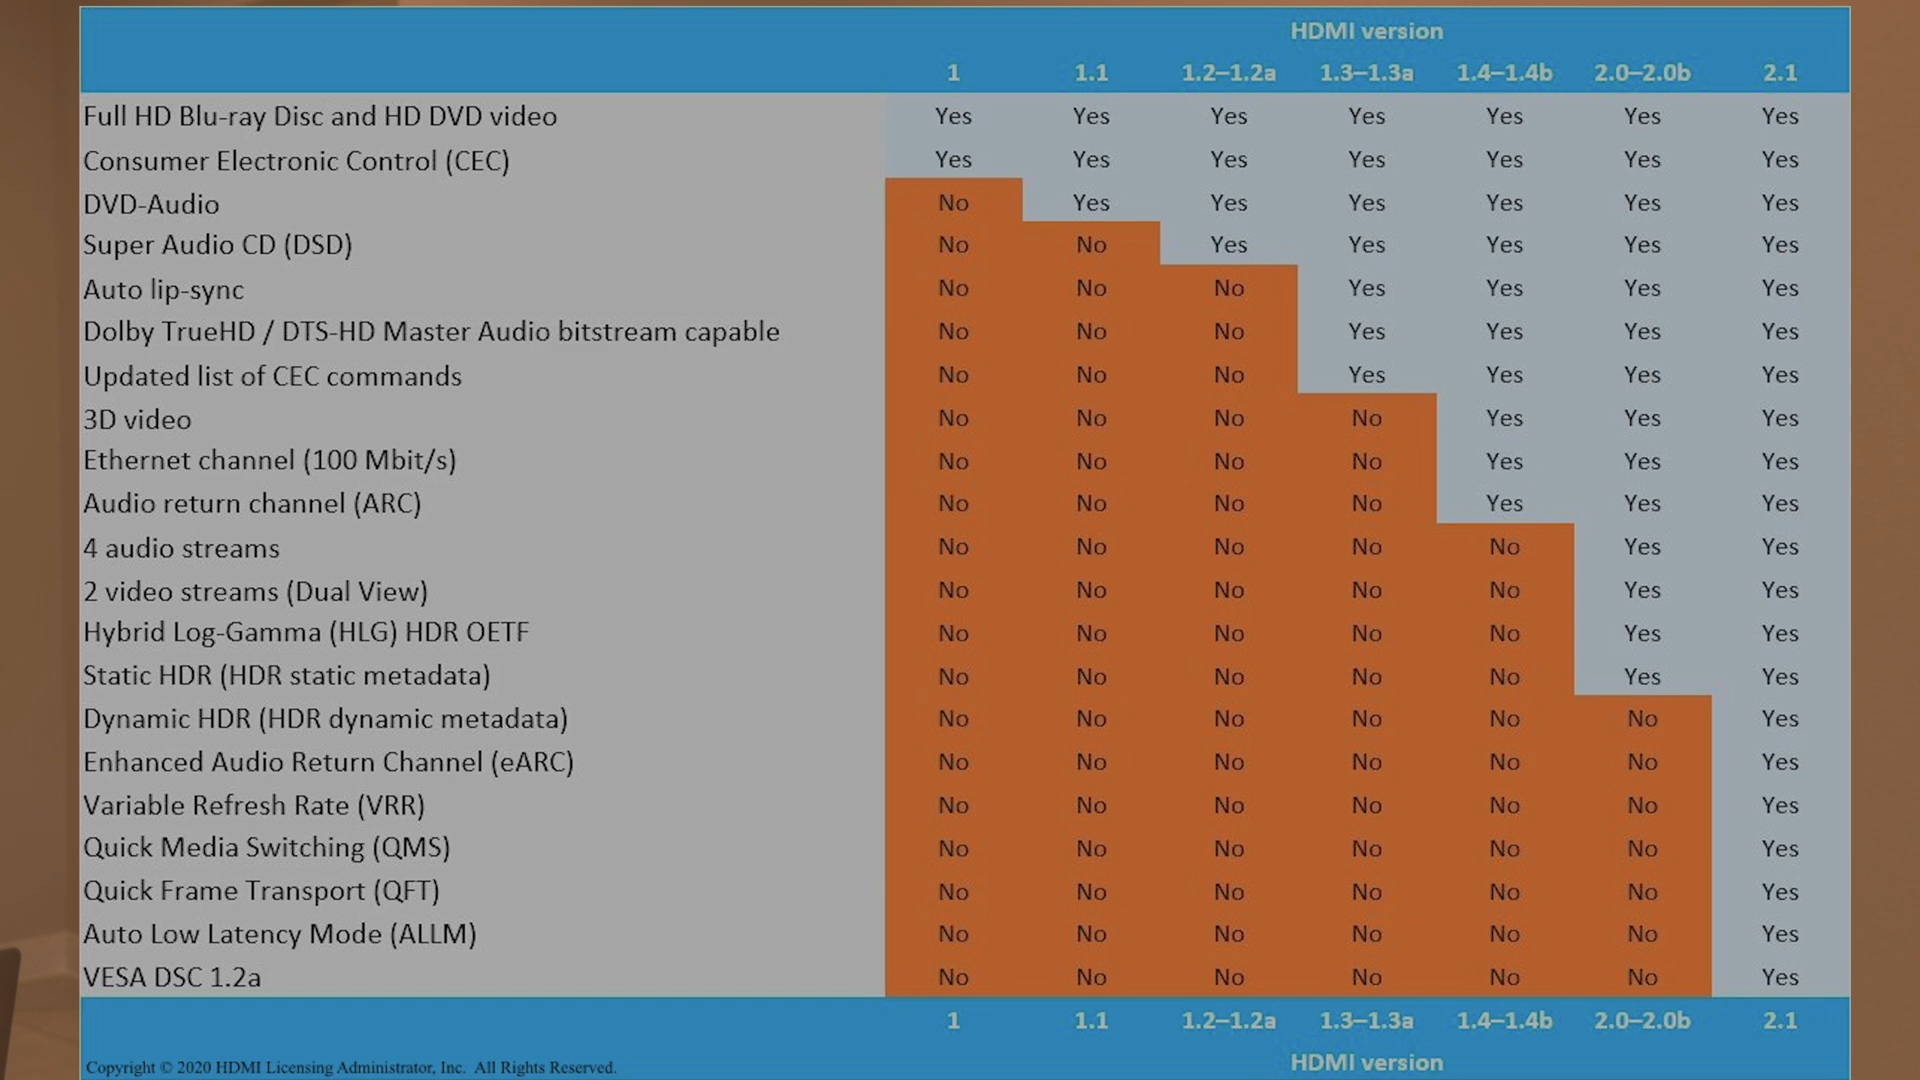 HDMI version
1 1.1 1.2–1.2a 1.3–1.3a 1.4–1.4b 2.0–2.0b 2.1
Full HD Blu-ray Disc and HD DVD video Yes Yes Yes Yes Yes Yes Yes
Consumer Electronic Control (CEC) Yes Yes Yes Yes Yes Yes Yes
DVD-Audio No Yes Yes Yes Yes Yes Yes
Super Audio CD (DSD) No No Yes Yes Yes Yes Yes
Auto lip-sync No No No Yes Yes Yes Yes
Dolby TrueHD / DTS-HD Master Audio bitstream capable No No No Yes Yes Yes Yes
Updated list of CEC commands No No No Yes Yes Yes Yes
3D video No No No No Yes Yes Yes
Ethernet channel (100 Mbit/s) No No No No Yes Yes Yes
Audio return channel (ARC) No No No No Yes Yes Yes
4 audio streams No No No No No Yes Yes
2 video streams (Dual View) No No No No No Yes Yes
Hybrid Log-Gamma (HLG) HDR OETF No No No No No Yes Yes
Static HDR (HDR static metadata) No No No No No Yes Yes
Dynamic HDR (HDR dynamic metadata) No No No No No No Yes
Enhanced Audio Return Channel (eARC) No No No No No No Yes
Variable Refresh Rate (VRR) No No No No No No Yes
Quick Media Switching (QMS) No No No No No No Yes
Quick Frame Transport (QFT) No No No No No No Yes
Auto Low Latency Mode (ALLM) No No No No No No Yes
VESA DSC 1.2a No No No No No No Yes
1 1.1 1.2–1.2a 1.3–1.3a 1.4–1.4b 2.0–2.0b 2.1
Copyright © 2020 HDMI Licensing Administrator, Inc. All Rights Reserved. HDMI version